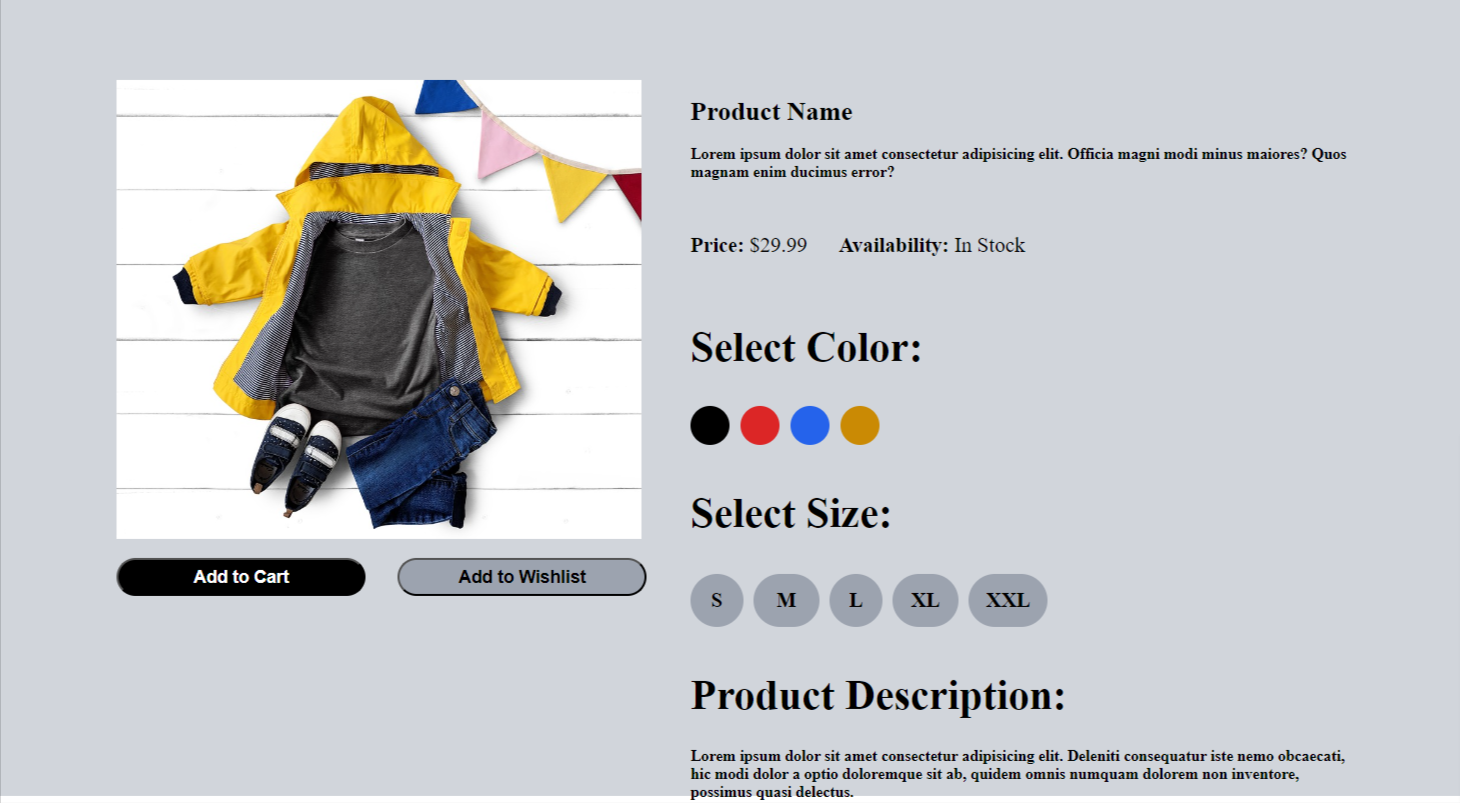 Product Name
Lorem ipsum dolor sit amet consectetur adipisicing elit. Officia magni modi minus maiores? Quos
magnam enim ducimus error?
Price: $29.99 Availability: In Stock
Select Color:
Select Size:
S M L XL XXL
Product Description:
Lorem ipsum dolor sit amet consectetur adipisicing elit. Deleniti consequatur iste nemo obcaecati,
hic modi dolor a optio doloremque sit ab, quidem omnis numquam dolorem non inventore,
possimus quasi delectus.
Add to Cart Add to Wishlist